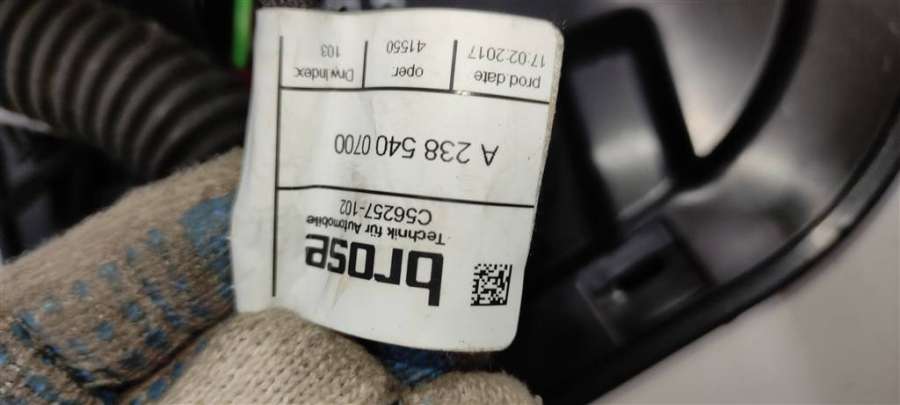 brose
Technik für Automobile
C56257-102
A 238 540 0700
prod.date oper. Drw.Index:
17.02.2017 41550 103